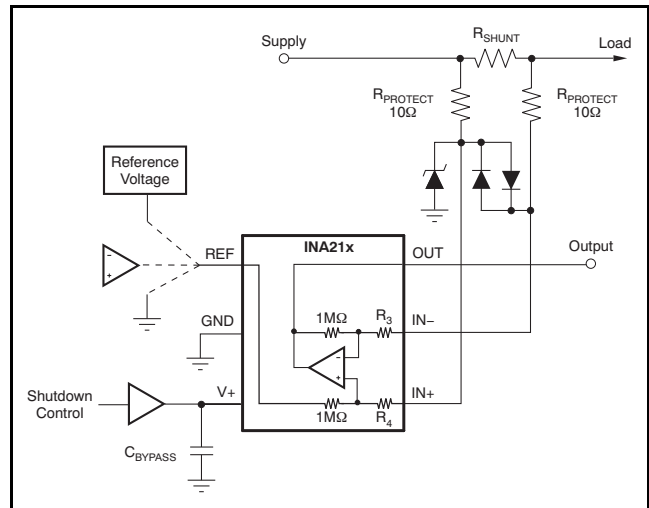 Supply
R_SHUNT
Load
R_PROTECT
10Ω
R_PROTECT
10Ω
Reference
Voltage
INA21x
REF
OUT
Output
-
+
GND
1MΩ
R_3
IN−
-
+
Shutdown
Control
V+
1MΩ
R_4
IN+
C_BYPASS